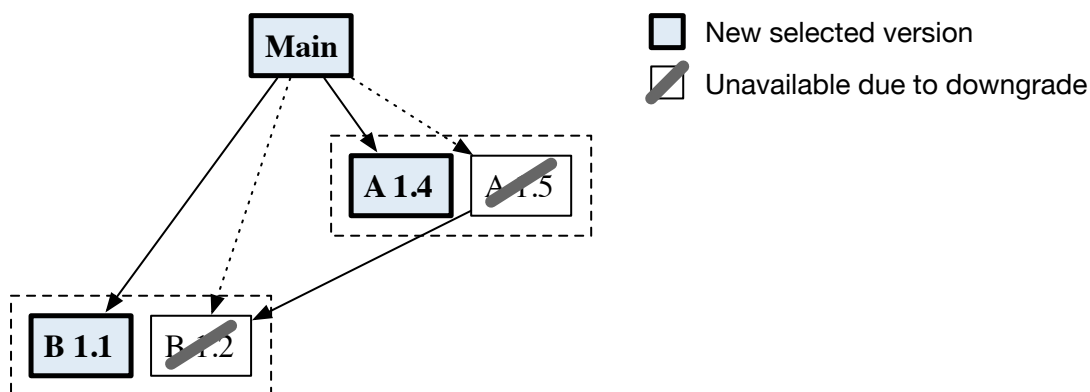 Main
New selected version
Unavailable due to downgrade
A 1.4
A 1.5
B 1.1
B 1.2